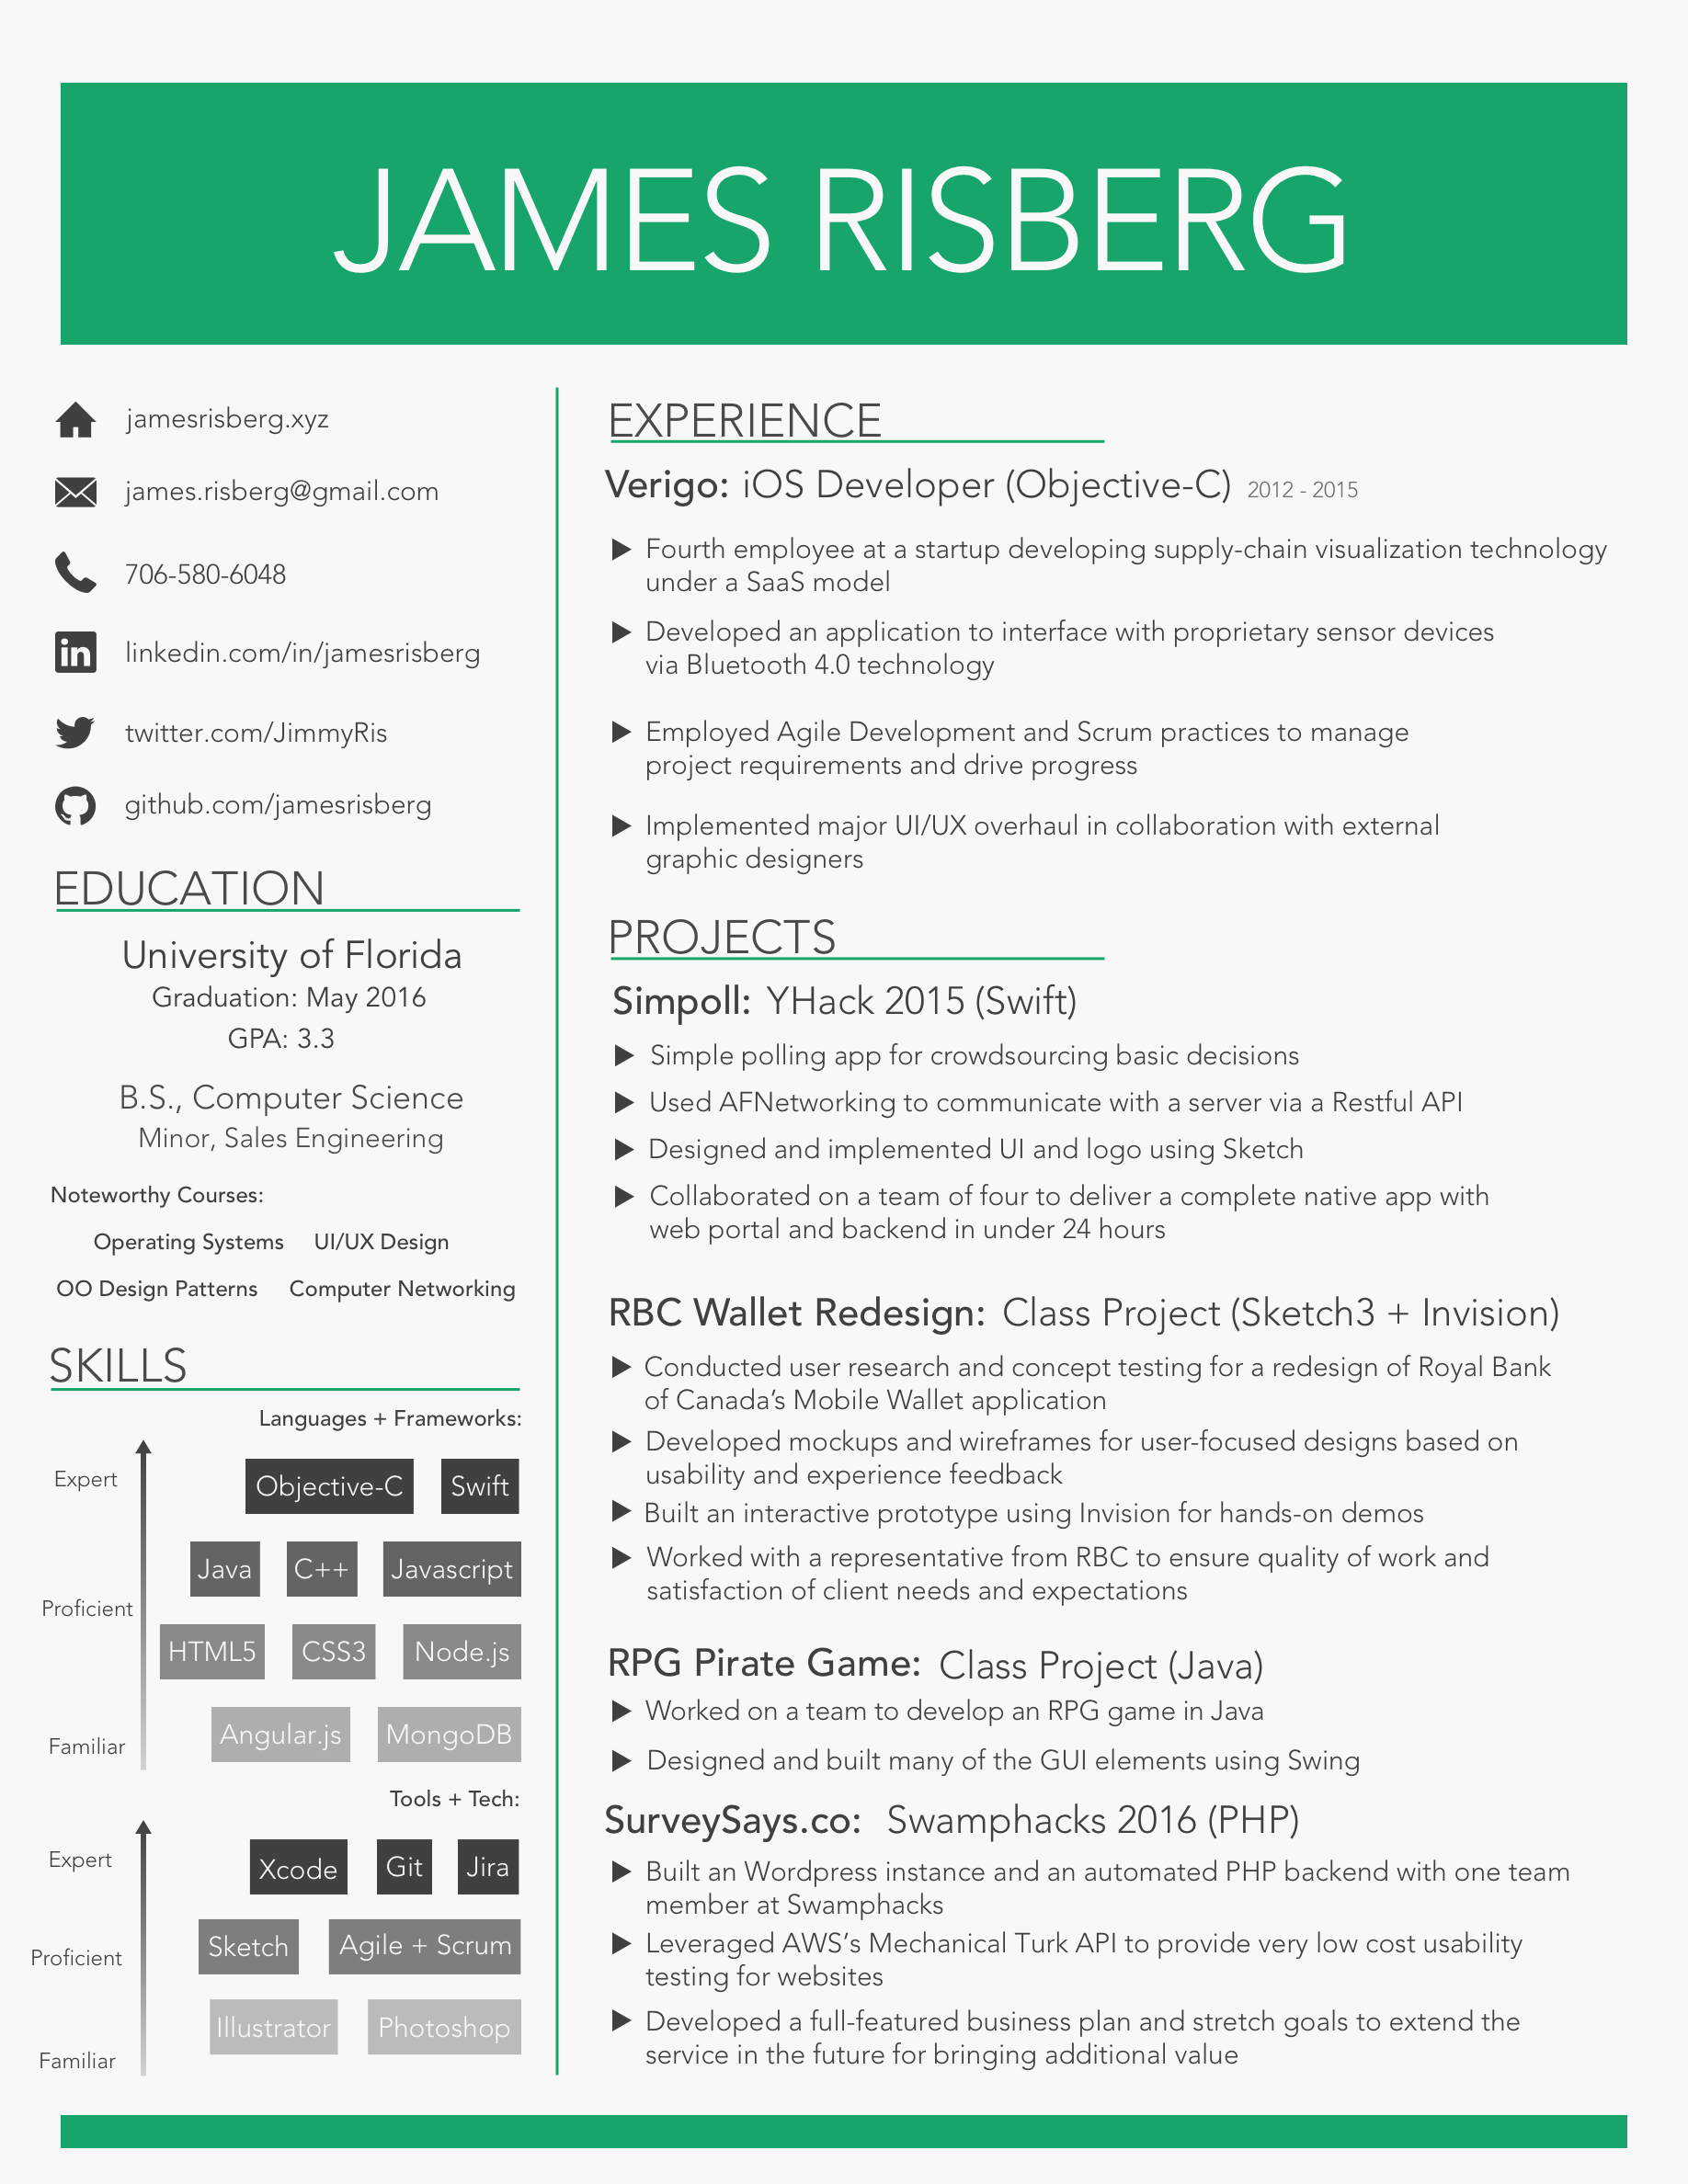 JAMES RISBERG
jamesrisberg.xyz
james.risberg@gmail.com
706-580-6048
linkedin.com/in/jamesrisberg
twitter.com/JimmyRis
github.com/jamesrisberg
EDUCATION
University of Florida
Graduation: May 2016
GPA: 3.3
B.S., Computer Science
Minor, Sales Engineering
Noteworthy Courses:
Operating Systems UI/UX Design
OO Design Patterns Computer Networking
SKILLS
Languages + Frameworks:
Expert
Objective-C Swift
Java C++ Javascript
Proficient
HTML5 CSS3 Node.js
Angular.js MongoDB
Familiar
Tools + Tech:
Expert
Xcode Git Jira
Sketch Agile + Scrum
Proficient
Illustrator Photoshop
Familiar
EXPERIENCE
Verigo: iOS Developer (Objective-C) 2012 - 2015
Fourth employee at a startup developing supply-chain visualization technology
under a SaaS model
Developed an application to interface with proprietary sensor devices
via Bluetooth 4.0 technology
Employed Agile Development and Scrum practices to manage
project requirements and drive progress
Implemented major UI/UX overhaul in collaboration with external
graphic designers
PROJECTS
Simpoll: YHack 2015 (Swift)
Simple polling app for crowdsourcing basic decisions
Used AFNetworking to communicate with a server via a Restful API
Designed and implemented UI and logo using Sketch
Collaborated on a team of four to deliver a complete native app with
web portal and backend in under 24 hours
RBC Wallet Redesign: Class Project (Sketch3 + Invision)
Conducted user research and concept testing for a redesign of Royal Bank
of Canada's Mobile Wallet application
Developed mockups and wireframes for user-focused designs based on
usability and experience feedback
Built an interactive prototype using Invision for hands-on demos
Worked with a representative from RBC to ensure quality of work and
satisfaction of client needs and expectations
RPG Pirate Game: Class Project (Java)
Worked on a team to develop an RPG game in Java
Designed and built many of the GUI elements using Swing
SurveySays.co: Swamphacks 2016 (PHP)
Built an Wordpress instance and an automated PHP backend with one team
member at Swamphacks
Leveraged AWS's Mechanical Turk API to provide very low cost usability
testing for websites
Developed a full-featured business plan and stretch goals to extend the
service in the future for bringing additional value